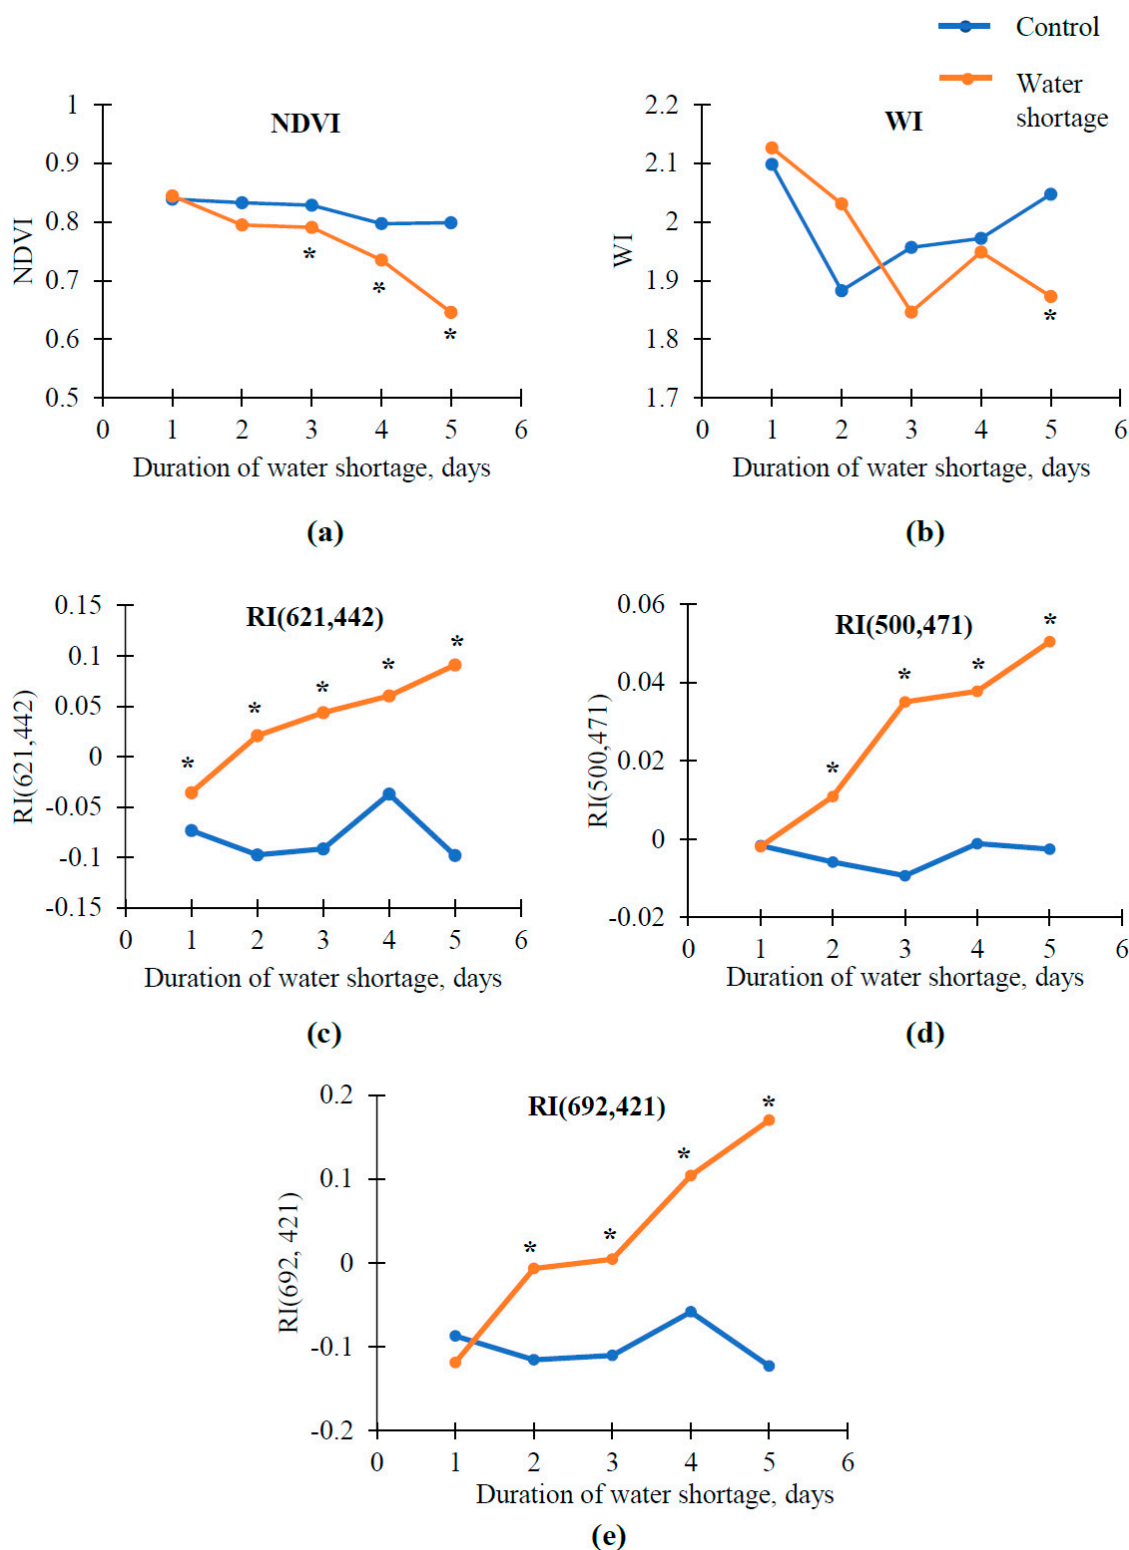 Control
Water
shortage
NDVI
1
0.9
0.8
0.7
0.6
0.5
NDVI
*
*
*
0 1 2 3 4 5 6
Duration of water shortage, days
(a)
WI
2.2
2.1
2
1.9
1.8
1.7
WI
*
0 1 2 3 4 5 6
Duration of water shortage, days
(b)
RI(621,442)
0.15
0.1
0.05
0
-0.05
-0.1
-0.15
RI(621,442)
* * * * *
0 1 2 3 4 5 6
Duration of water shortage, days
(c)
RI(500,471)
0.06
0.04
0.02
0
-0.02
RI(500,471)
* * * *
0 1 2 3 4 5 6
Duration of water shortage, days
(d)
RI(692,421)
0.2
0.1
0
-0.1
-0.2
RI(692, 421)
* * * *
0 1 2 3 4 5 6
Duration of water shortage, days
(e)